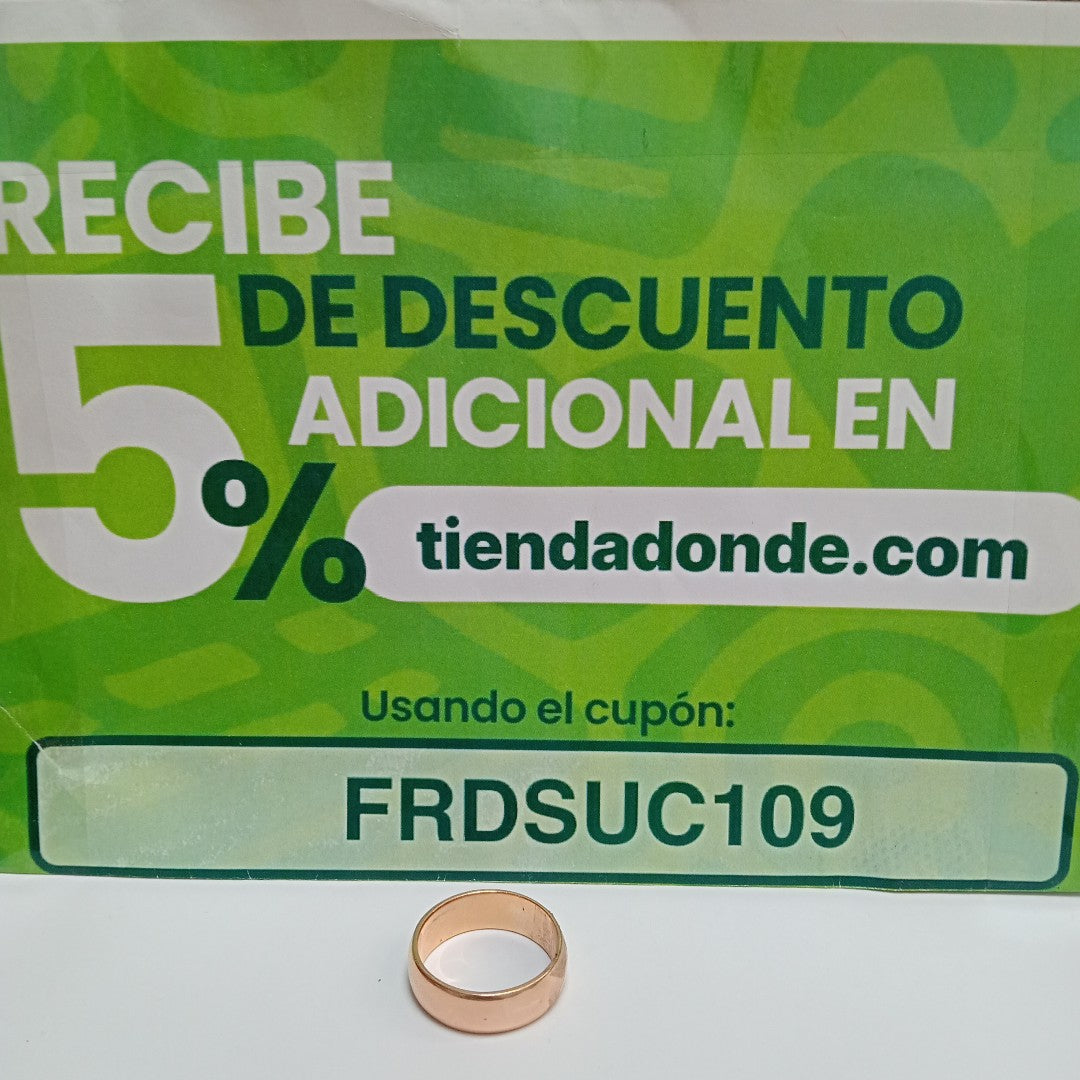 RECIBE
5% DE DESCUENTO
ADICIONAL EN
tiendadonde.com
Usando el cupón:
FRDSUC109